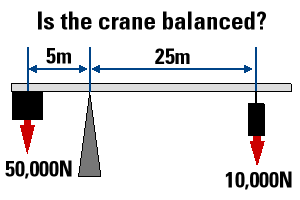 Is the crane balanced?
5m 25m
50,000N
10,000N